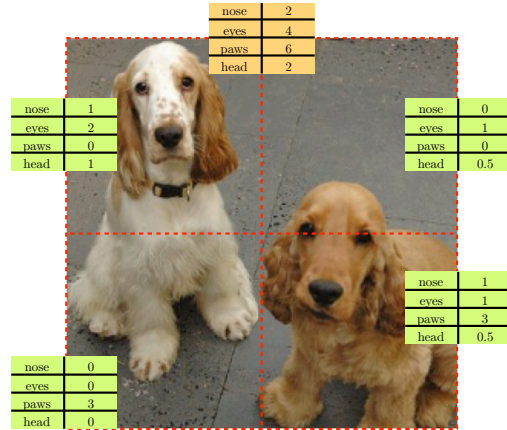 nose 2
eyes 4
paws 6
head 2
nose 1
eyes 2
paws 0
head 1
nose 0
eyes 1
paws 0
head 0.5
nose 1
eyes 1
paws 3
head 0.5
nose 0
eyes 0
paws 3
head 0